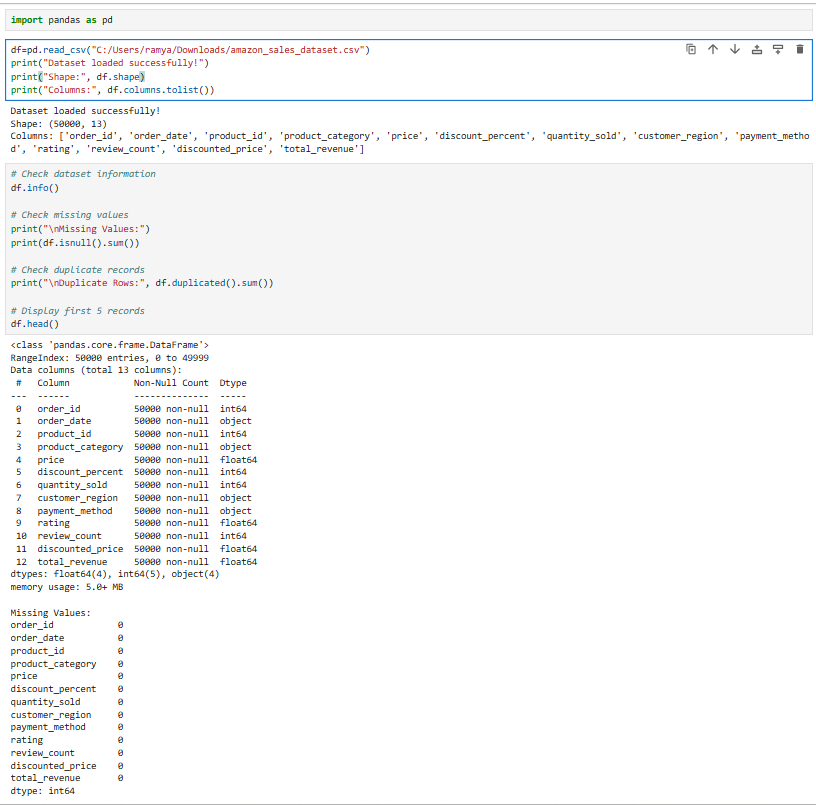 import pandas as pd
df=pd.read_csv("C:/Users/ramya/Downloads/amazon_sales_dataset.csv")
print("Dataset loaded successfully!")
print("Shape:", df.shape)
print("Columns:", df.columns.tolist())
Dataset loaded successfully!
Shape: (50000, 13)
Columns: ['order_id', 'order_date', 'product_id', 'product_category', 'price', 'discount_percent', 'quantity_sold', 'customer_region', 'payment_metho
d', 'rating', 'review_count', 'discounted_price', 'total_revenue']
# Check dataset information
df.info()
# Check missing values
print("\nMissing Values:")
print(df.isnull().sum())
# Check duplicate records
print("\nDuplicate Rows:", df.duplicated().sum())
# Display first 5 records
df.head()
<class 'pandas.core.frame.DataFrame'>
RangeIndex: 50000 entries, 0 to 49999
Data columns (total 13 columns):
 #   Column            Non-Null Count  Dtype
---  ------            --------------  -----
 0   order_id          50000 non-null  int64
 1   order_date        50000 non-null  object
 2   product_id        50000 non-null  int64
 3   product_category  50000 non-null  object
 4   price             50000 non-null  float64
 5   discount_percent  50000 non-null  int64
 6   quantity_sold     50000 non-null  int64
 7   customer_region   50000 non-null  object
 8   payment_method    50000 non-null  object
 9   rating            50000 non-null  float64
 10  review_count      50000 non-null  int64
 11  discounted_price  50000 non-null  float64
 12  total_revenue     50000 non-null  float64
dtypes: float64(4), int64(5), object(4)
memory usage: 5.0+ MB
Missing Values:
order_id            0
order_date          0
product_id          0
product_category    0
price               0
discount_percent    0
quantity_sold       0
customer_region     0
payment_method      0
rating              0
review_count        0
discounted_price    0
total_revenue       0
dtype: int64